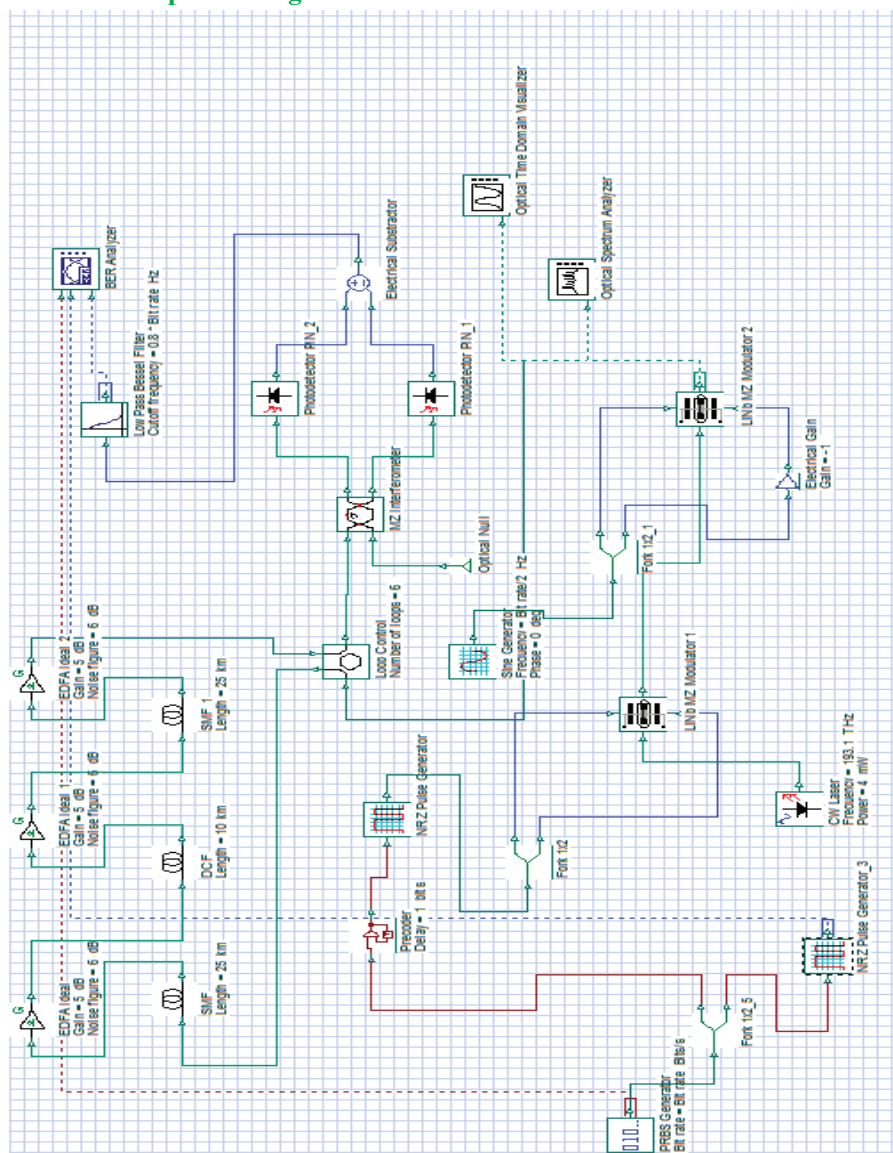 BER Analyzer
Low Pass Bessel Filter
Cutoff frequency = 0.8 * Bit rate Hz
Optical Time Domain Visualizer
Optical Spectrum Analyzer
Electrical Substractor
Photodetector PIN_2
Photodetector PIN_1
LiNb MZ Modulator 2
Electrical Gain
Gain = -1
MZ Interferometer
Optical Null
Fork 1x2_1
EDFA Ideal 2
Gain = 5 dB
Noise figure = 6 dB
SMF_1
Length = 25 km
Loop Control
Number of loops = 6
Sine Generator
Frequency = Bit rate/2 Hz
Phase = 0 deg
LiNb MZ Modulator 1
EDFA Ideal 1
Gain = 5 dB
Noise figure = 6 dB
DCF
Length = 10 km
NRZ Pulse Generator
Fork 1x2
CW Laser
Frequency = 193.1 THz
Power = 4 mW
EDFA Ideal
Gain = 5 dB
Noise figure = 6 dB
SMF
Length = 25 km
Precoder
Delay = 1 bits
NRZ Pulse Generator_3
Fork 1x2_5
PRBS Generator
Bit rate = Bit rate Bits/s